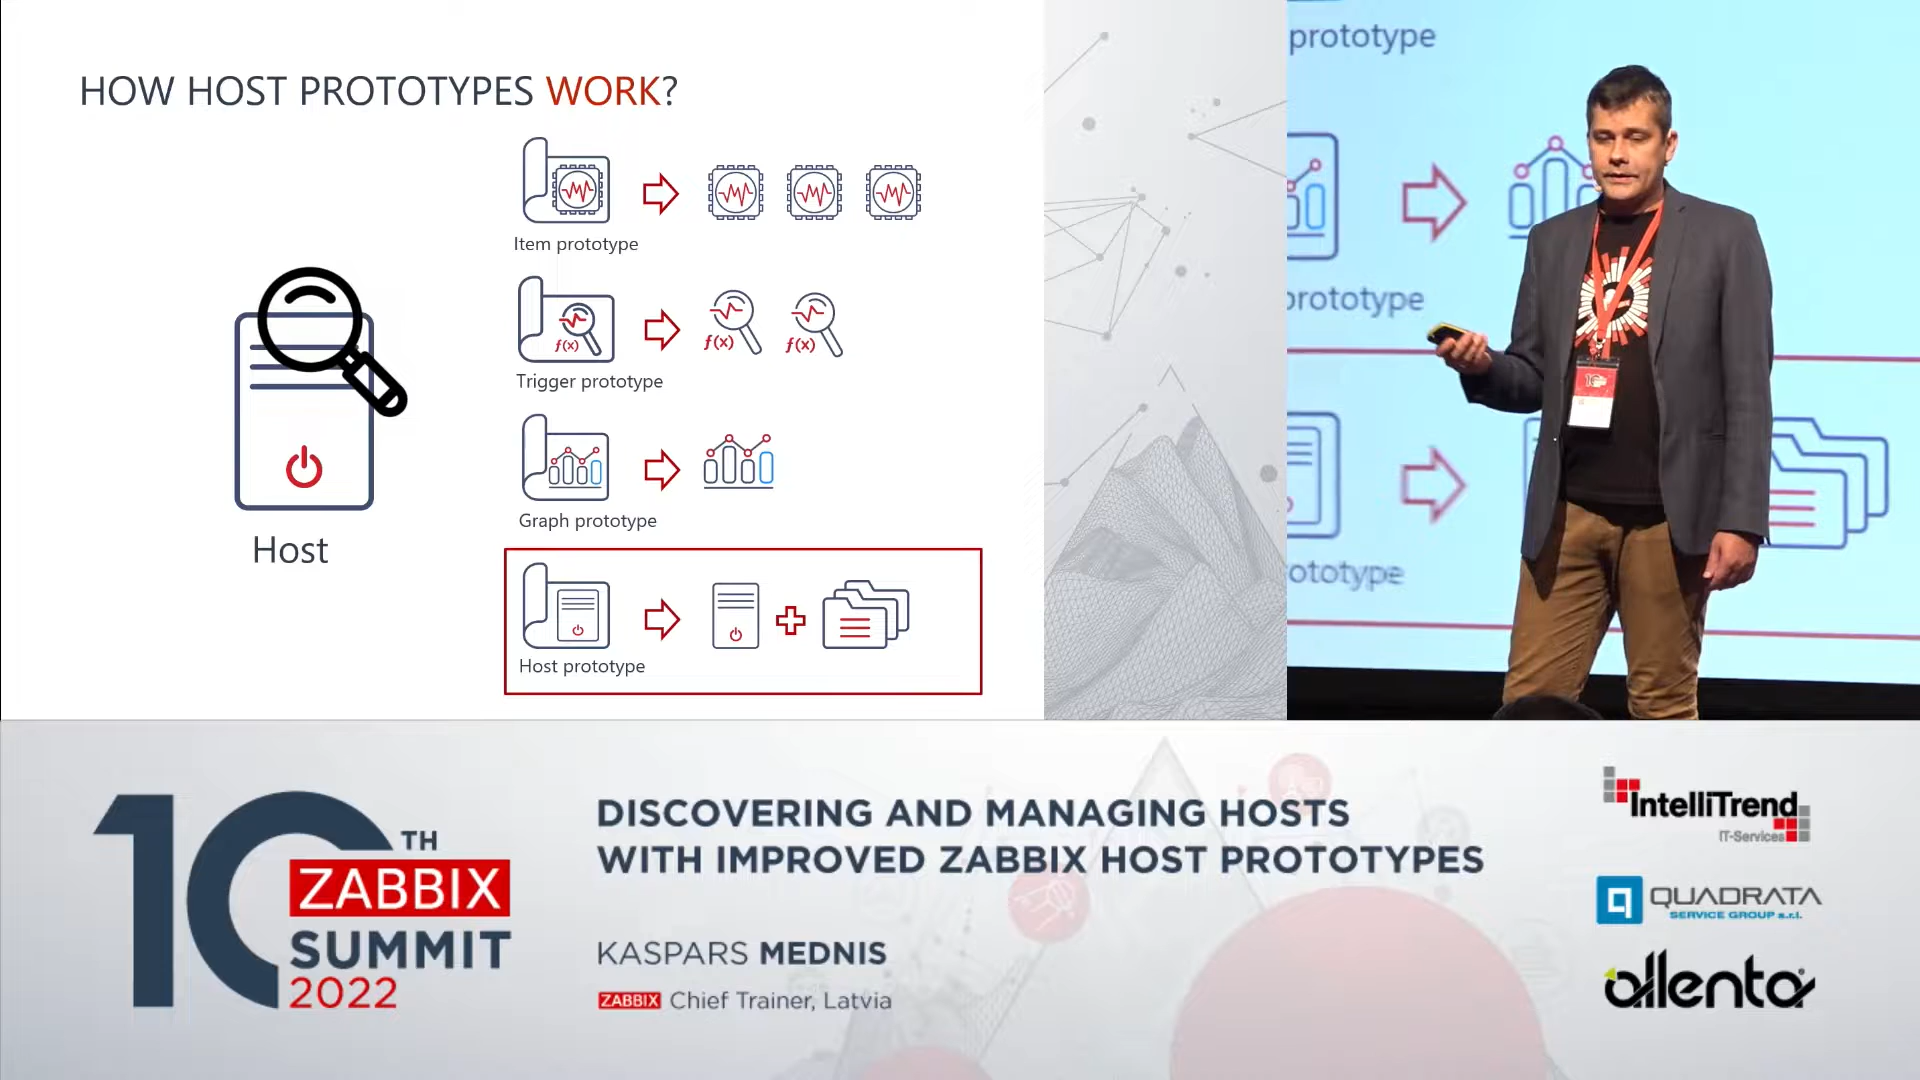 HOW HOST PROTOTYPES WORK?
Item prototype
f(x)
f(x)
f(x)
Trigger prototype
Graph prototype
Host
Host prototype
prototype
prototype
ototype
10
10TH
ZABBIX
SUMMIT
2022
DISCOVERING AND MANAGING HOSTS
WITH IMPROVED ZABBIX HOST PROTOTYPES
KASPARS MEDNIS
ZABBIX Chief Trainer, Latvia
IntelliTrend
IT-Services
QUADRATA
SERVICE GROUP s.r.l.
allenta